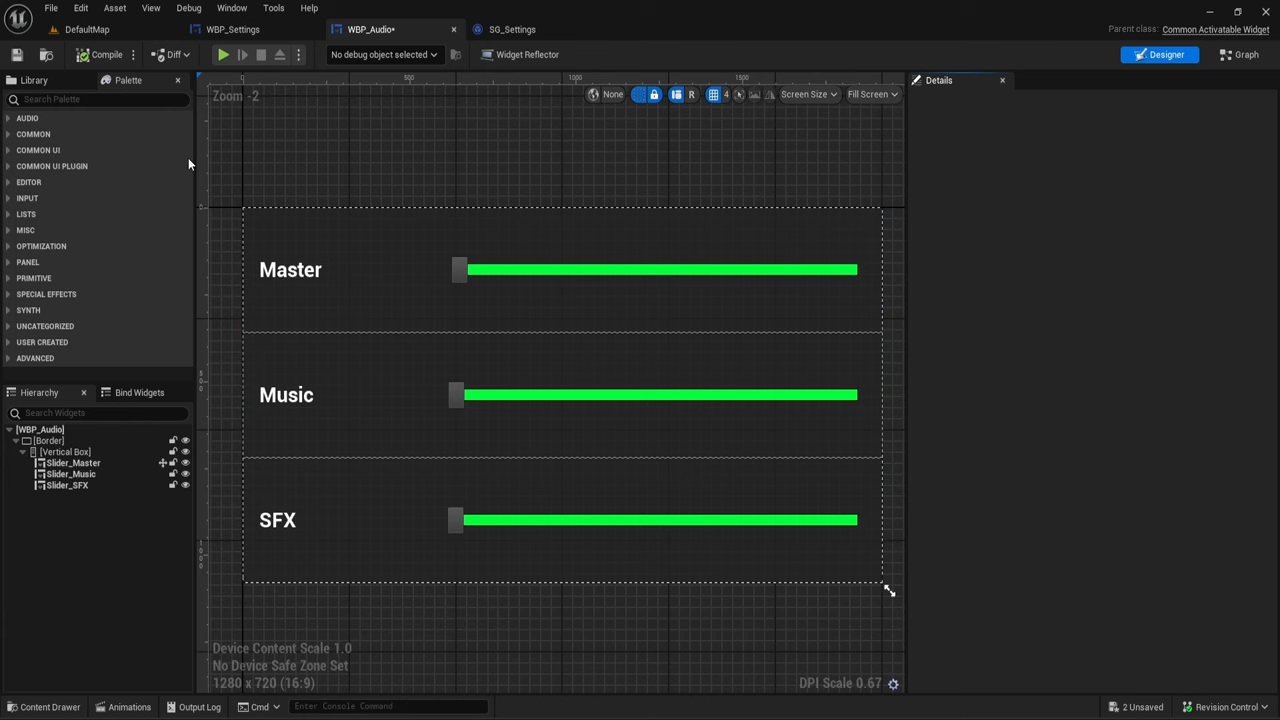 File Edit Asset View Debug Window Tools Help
DefaultMap WBP_Settings WBP_Audio• SG_Settings Parent class: Common Activatable Widget
Compile Diff No debug object selected Widget Reflector Designer Graph
Library Palette Details
Search Palette
AUDIO
COMMON
COMMON UI
COMMON UI PLUGIN
EDITOR
INPUT
LISTS
MISC
OPTIMIZATION
PANEL
PRIMITIVE
SPECIAL EFFECTS
SYNTH
UNCATEGORIZED
USER CREATED
ADVANCED
Hierarchy Bind Widgets
Search Widgets
[WBP_Audio]
[Border]
[Vertical Box]
Slider_Master
Slider_Music
Slider_SFX
0 500 1000 1500
Zoom -2 None R 4 Screen Size Fill Screen
0
500
1000
Master
Music
SFX
Device Content Scale 1.0
No Device Safe Zone Set
1280 x 720 (16:9) DPI Scale 0.67
Content Drawer Animations Output Log Cmd Enter Console Command 2 Unsaved Revision Control